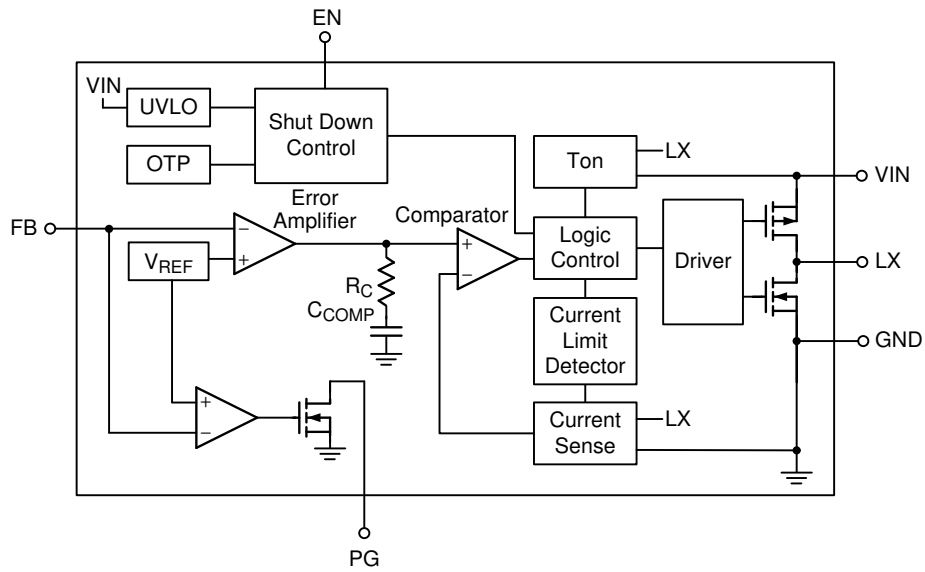 EN
VIN
UVLO
OTP
Shut Down
Control
Ton
LX
VIN
FB
Error
Amplifier
Comparator
−
+
VREF
+
−
RC
CCOMP
Logic
Control
Driver
LX
Current
Limit
Detector
GND
+
−
Current
Sense
LX
PG